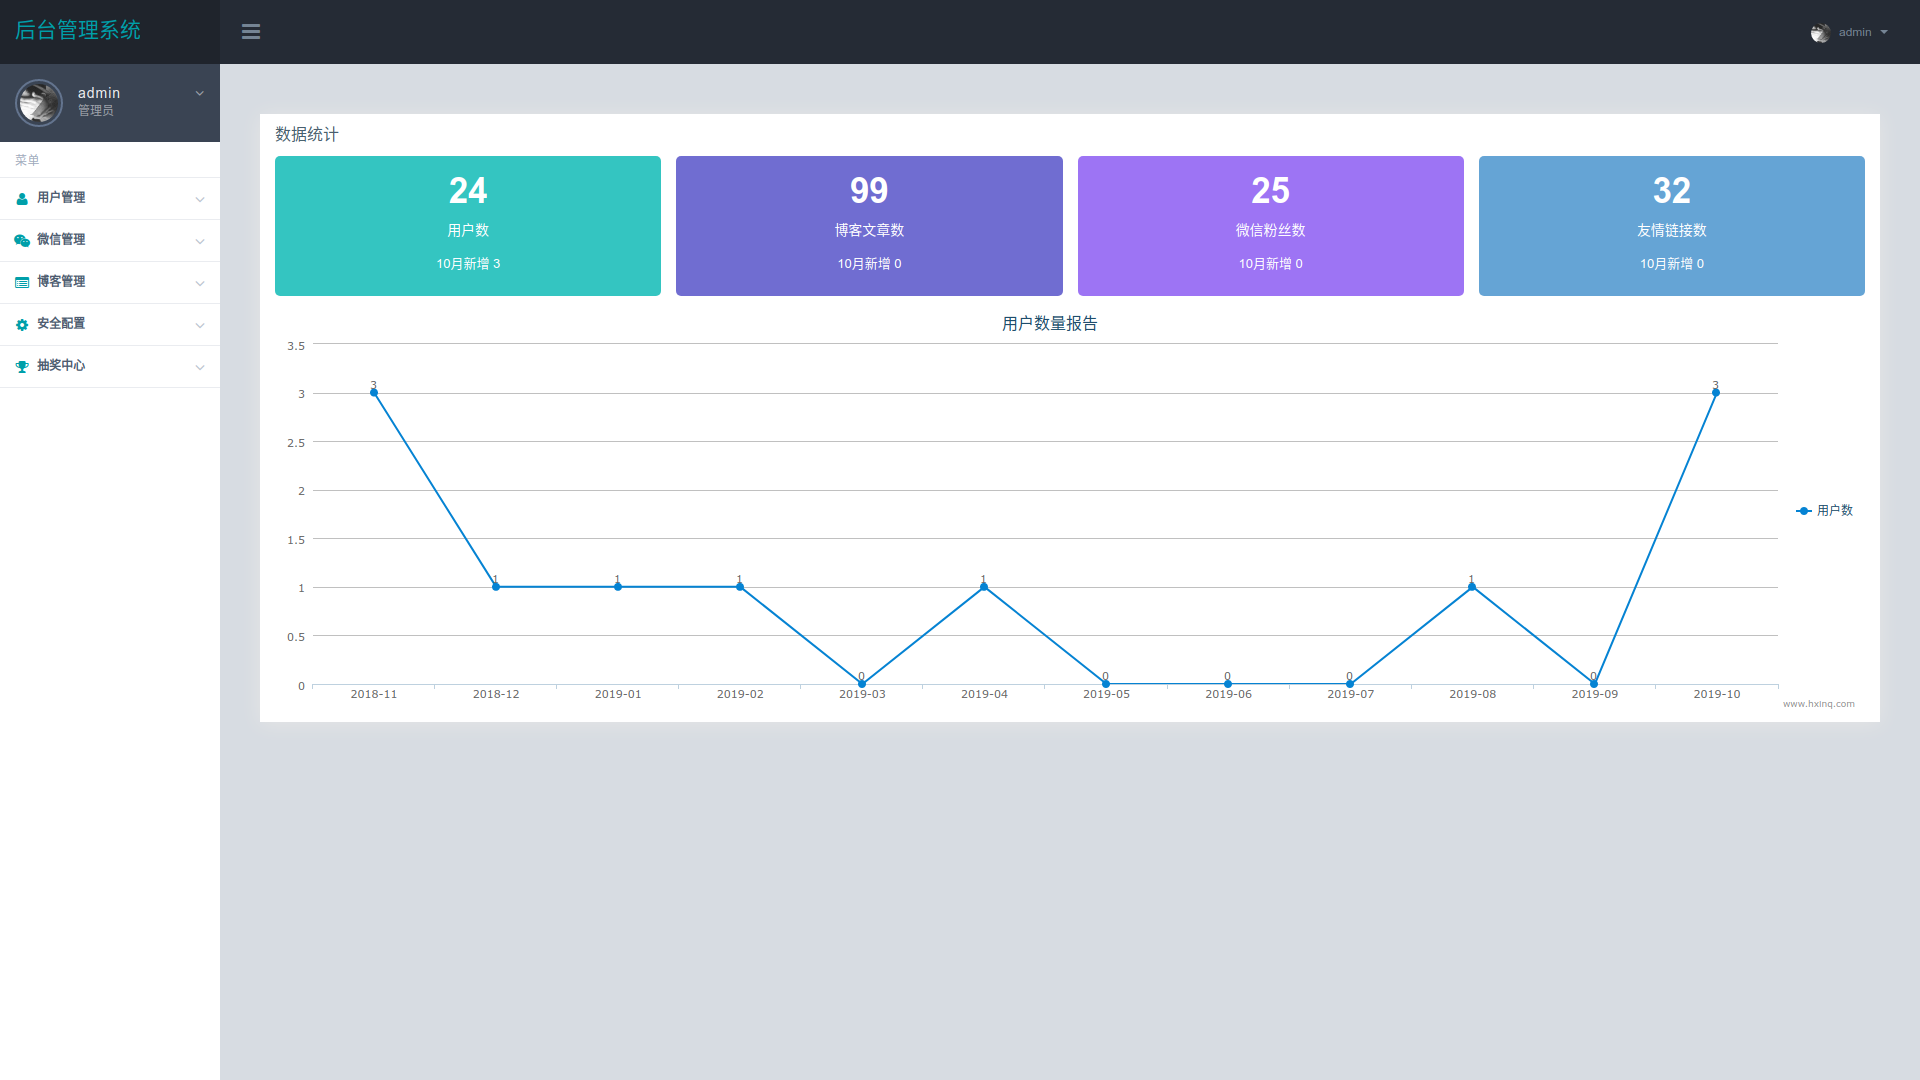 后台管理系统
admin
admin
管理员
菜单
用户管理
微信管理
博客管理
安全配置
抽奖中心
数据统计
24
用户数
10月新增 3
99
博客文章数
10月新增 0
25
微信粉丝数
10月新增 0
32
友情链接数
10月新增 0
用户数量报告
3.5
3
2.5
2
1.5
1
0.5
0
3
1
1
1
0
1
0
0
0
1
0
3
2018-11
2018-12
2019-01
2019-02
2019-03
2019-04
2019-05
2019-06
2019-07
2019-08
2019-09
2019-10
用户数
www.hxinq.com